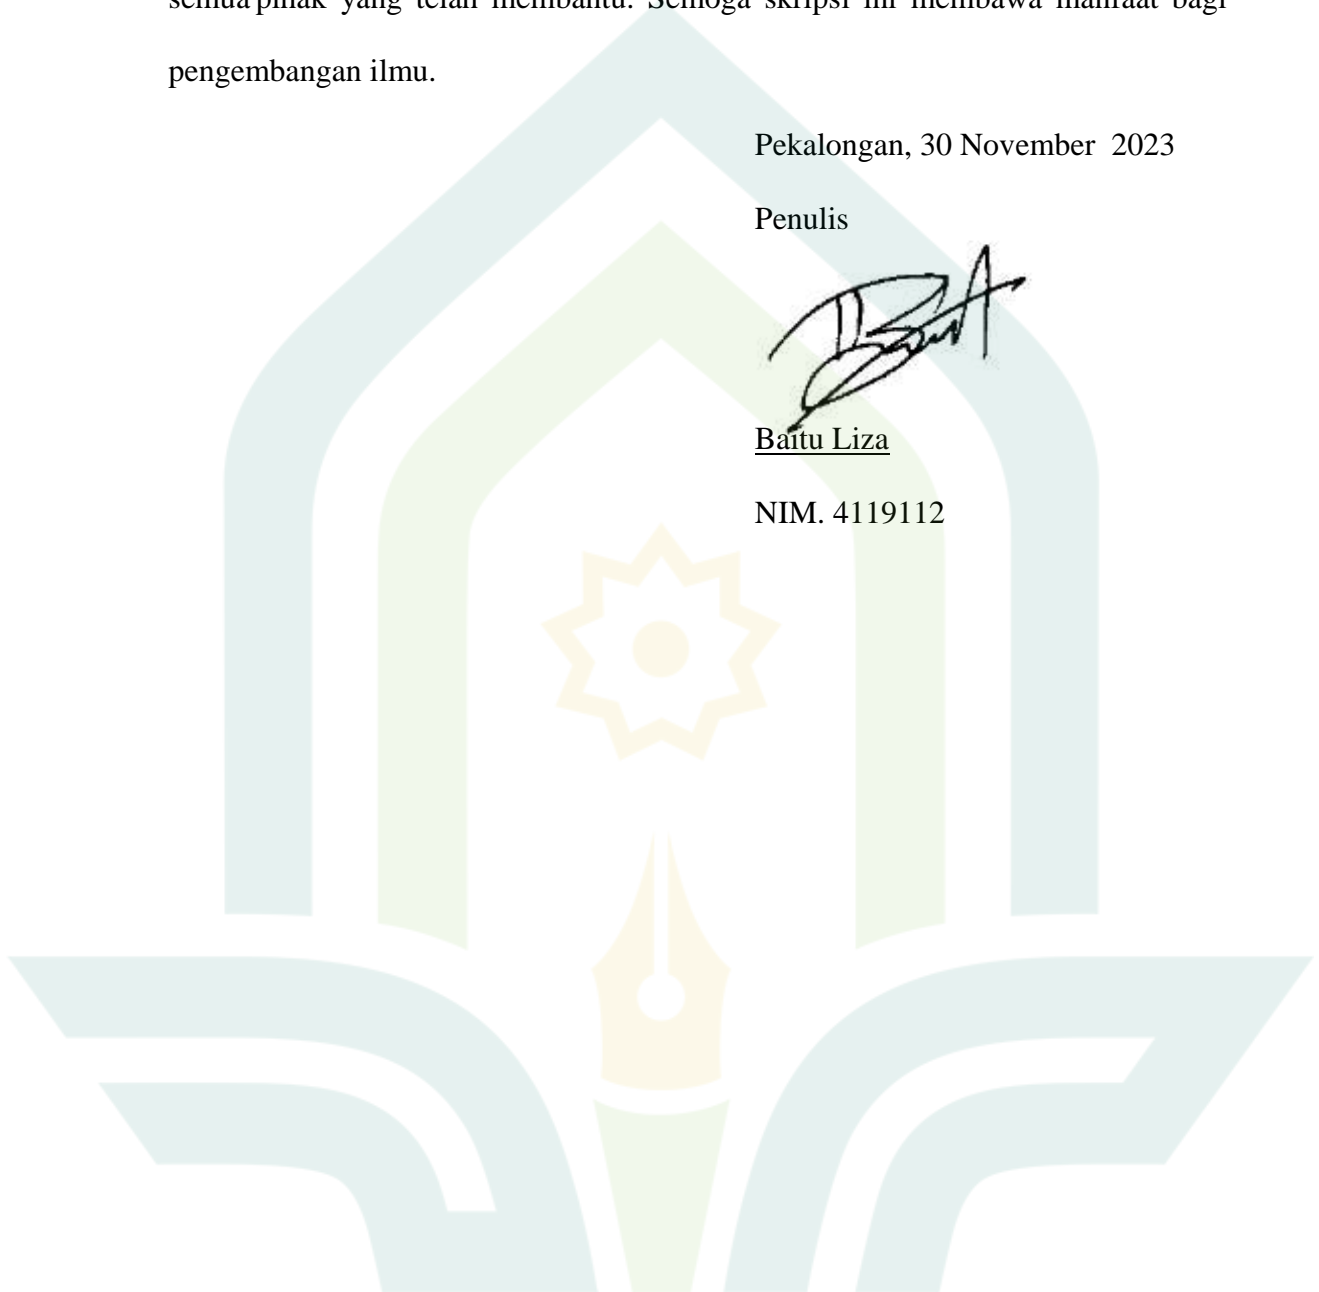 semua pihak yang telah membantu. Semoga skripsi ini membawa manfaat bagi
pengembangan ilmu.
Pekalongan, 30 November 2023
Penulis
Baitu Liza
NIM. 4119112